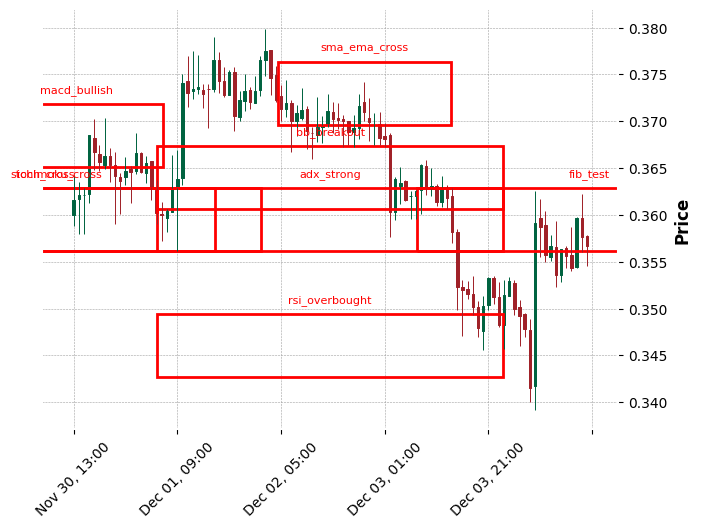 sma_ema_cross
macd_bullish
bb_breakout
adx_strong
fib_test
rsi_overbought
0.380
0.375
0.370
0.365
0.360
0.355
0.350
0.345
0.340
Price
Nov 30, 13:00
Dec 01, 09:00
Dec 02, 05:00
Dec 03, 01:00
Dec 03, 21:00